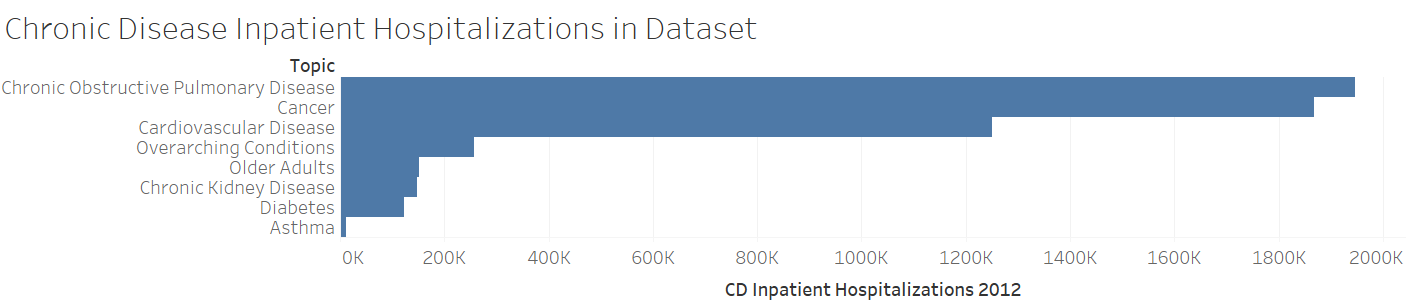 Chronic Disease Inpatient Hospitalizations in Dataset
Topic
Chronic Obstructive Pulmonary Disease
Cancer
Cardiovascular Disease
Overarching Conditions
Older Adults
Chronic Kidney Disease
Diabetes
Asthma
0K 200K 400K 600K 800K 1000K 1200K 1400K 1600K 1800K 2000K
CD Inpatient Hospitalizations 2012